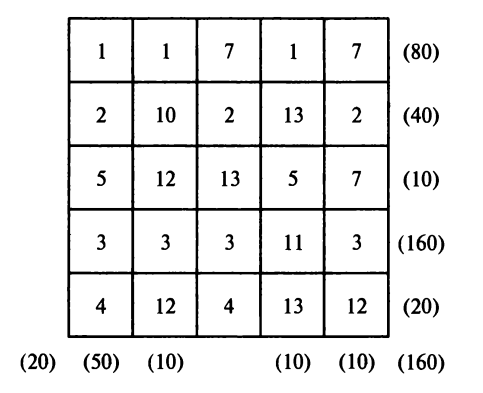 1 1 7 1 7 (80)
2 10 2 13 2 (40)
5 12 13 5 7 (10)
3 3 3 11 3 (160)
4 12 4 13 12 (20)
(20) (50) (10) (10) (10) (160)